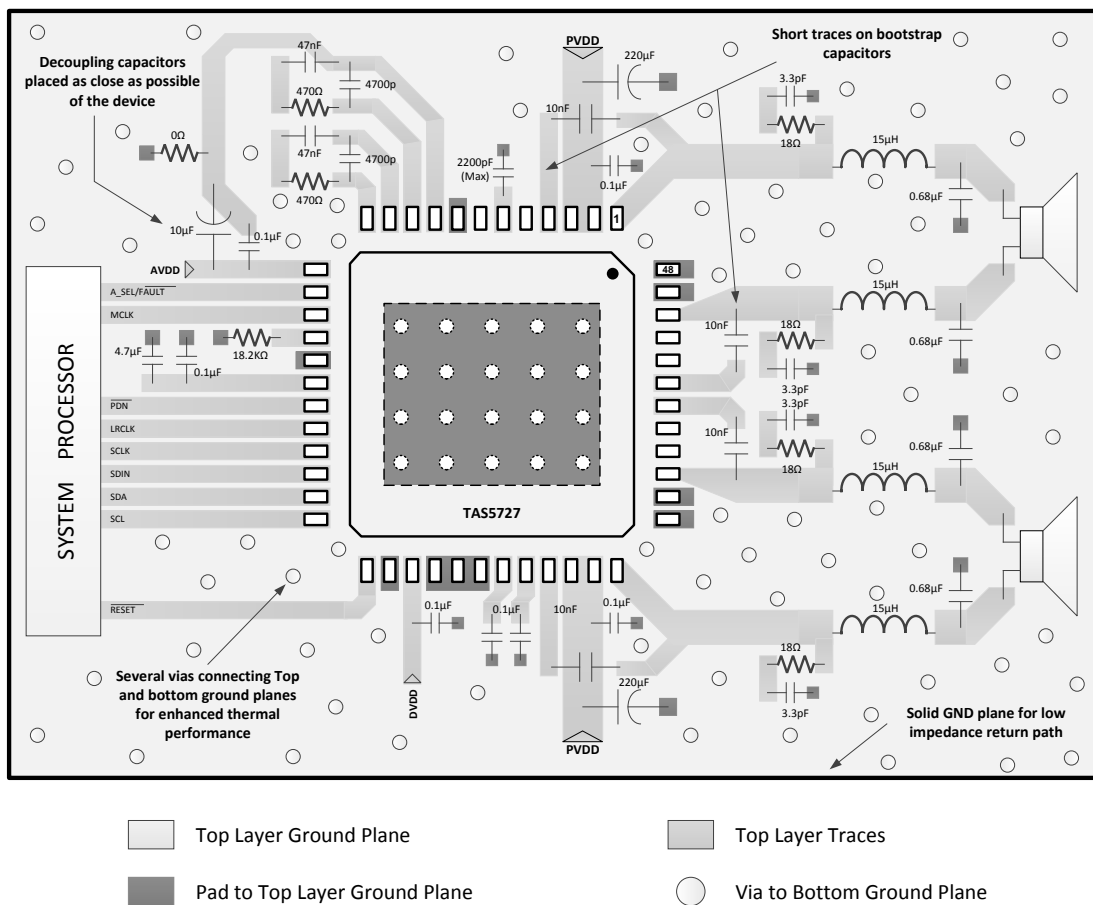 Decoupling capacitors
placed as close as possible
of the device
47nF
4700p
470Ω
47nF
4700p
470Ω
0Ω
10µF
0.1µF
2200pF
(Max)
PVDD
220µF
10nF
0.1µF
Short traces on bootstrap
capacitors
3.3pF
18Ω
15µH
0.68µF
1
48
AVDD
A_SEL/FAULT
MCLK
4.7µF
0.1µF
18.2KΩ
PDN
LRCLK
SCLK
SDIN
SDA
SCL
RESET
SYSTEM PROCESSOR
TAS5727
15µH
10nF
18Ω
3.3pF
0.68µF
3.3pF
10nF
18Ω
15µH
0.68µF
0.1µF
0.1µF
10nF
0.1µF
DVDD
220µF
PVDD
15µH
0.68µF
18Ω
3.3pF
Several vias connecting Top
and bottom ground planes
for enhanced thermal
performance
Solid GND plane for low
impedance return path
Top Layer Ground Plane
Top Layer Traces
Pad to Top Layer Ground Plane
Via to Bottom Ground Plane